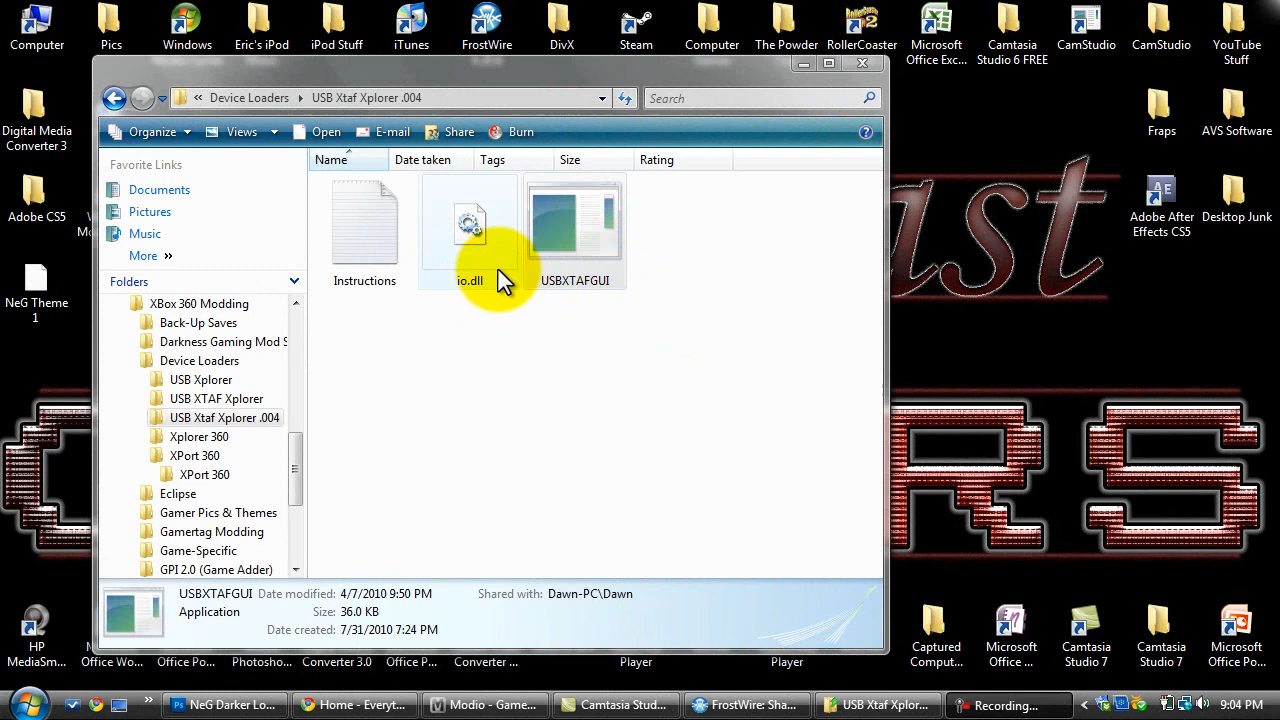 Computer
Pics
Windows
Eric's iPod
iPod Stuff
iTunes
FrostWire
DivX
Steam
Computer
The Powder
RollerCoaster
Microsoft Office Exc...
Camtasia Studio 6 FREE
CamStudio
CamStudio
YouTube Stuff
Digital Media Converter 3
Fraps
AVS Software
Adobe CS5
AE
Adobe After Effects CS5
Desktop Junk
NeG Theme 1
Device Loaders
USB Xtaf Xplorer .004
Search
Organize
Views
Open
E-mail
Share
Burn
Favorite Links
Documents
Pictures
Music
More
Folders
XBox 360 Modding
Back-Up Saves
Darkness Gaming Mod S
Device Loaders
USB Xplorer
USB XTAF Xplorer
USB Xtaf Xplorer .004
Xplorer 360
XPort 360
XPort 360
Eclipse
Gamer Pics & Them
Gamertag Modding
Game-Specific
GPI 2.0 (Game Adder)
Name
Date taken
Tags
Size
Rating
Instructions
io.dll
USBXTAFGUI
ast
RS
USBXTAFGUI Date modified: 4/7/2010 9:50 PM
Shared with: Dawn-PC\Dawn
Application
Size: 36.0 KB
Date created: 7/31/2010 7:24 PM
HP MediaSm...
Office Wo...
Office Po...
Photosho...
Converter 3.0
Office P...
Converter ...
Player
Player
Captured Comput...
Microsoft Office ...
Camtasia Studio 7
Camtasia Studio 7
Microsoft Office Po...
NeG Darker Lo...
Home - Everyt...
Modio - Game...
Camtasia Stud...
FrostWire: Sha...
USB Xtaf Xplor...
Recording...
9:04 PM